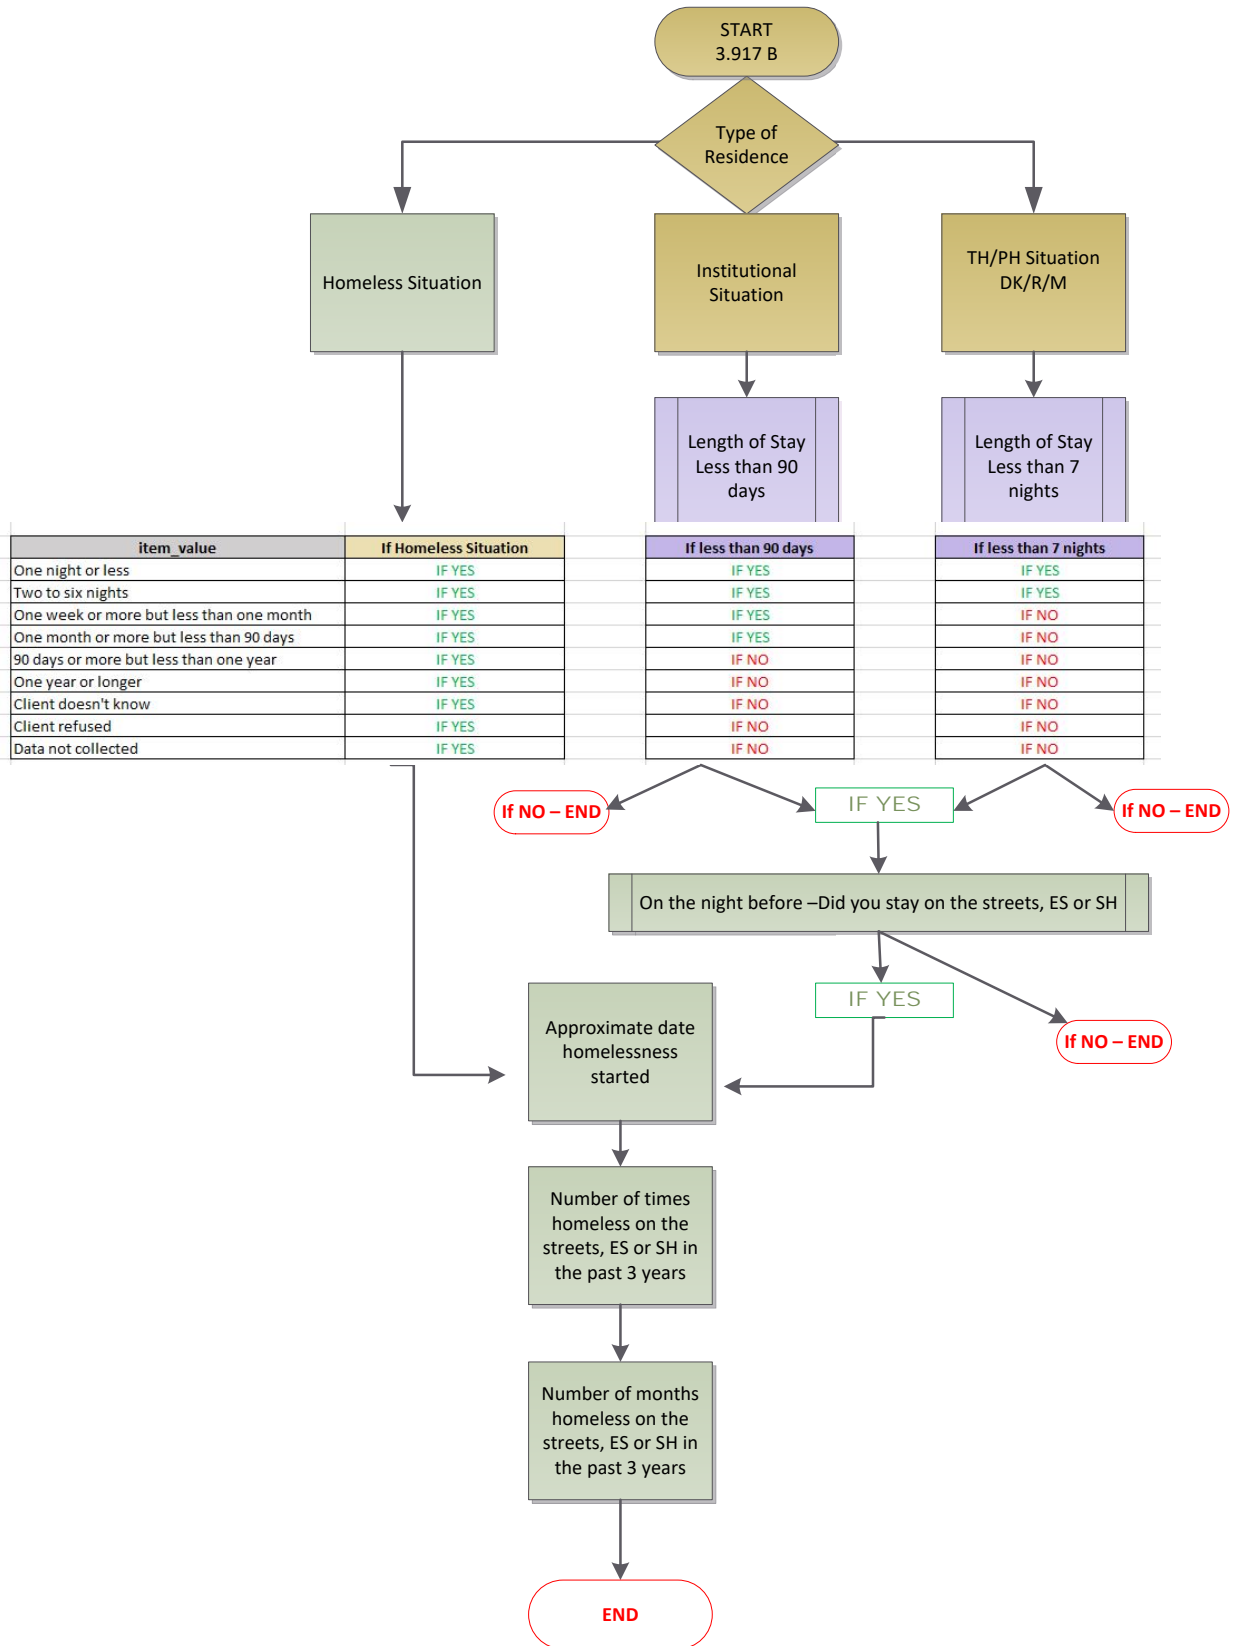 START
3.917 B
Type of
Residence
Homeless Situation
Institutional
Situation
TH/PH Situation
DK/R/M
Length of Stay
Less than 90
days
Length of Stay
Less than 7
nights
item_value If Homeless Situation If less than 90 days If less than 7 nights
One night or less IF YES IF YES IF YES
Two to six nights IF YES IF YES IF YES
One week or more but less than one month IF YES IF YES IF NO
One month or more but less than 90 days IF YES IF YES IF NO
90 days or more but less than one year IF YES IF NO IF NO
One year or longer IF YES IF NO IF NO
Client doesn't know IF YES IF NO IF NO
Client refused IF YES IF NO IF NO
Data not collected IF YES IF NO IF NO
If NO – END
IF YES
If NO – END
On the night before –Did you stay on the streets, ES or SH
IF YES
If NO – END
Approximate date
homelessness
started
Number of times
homeless on the
streets, ES or SH in
the past 3 years
Number of months
homeless on the
streets, ES or SH in
the past 3 years
END